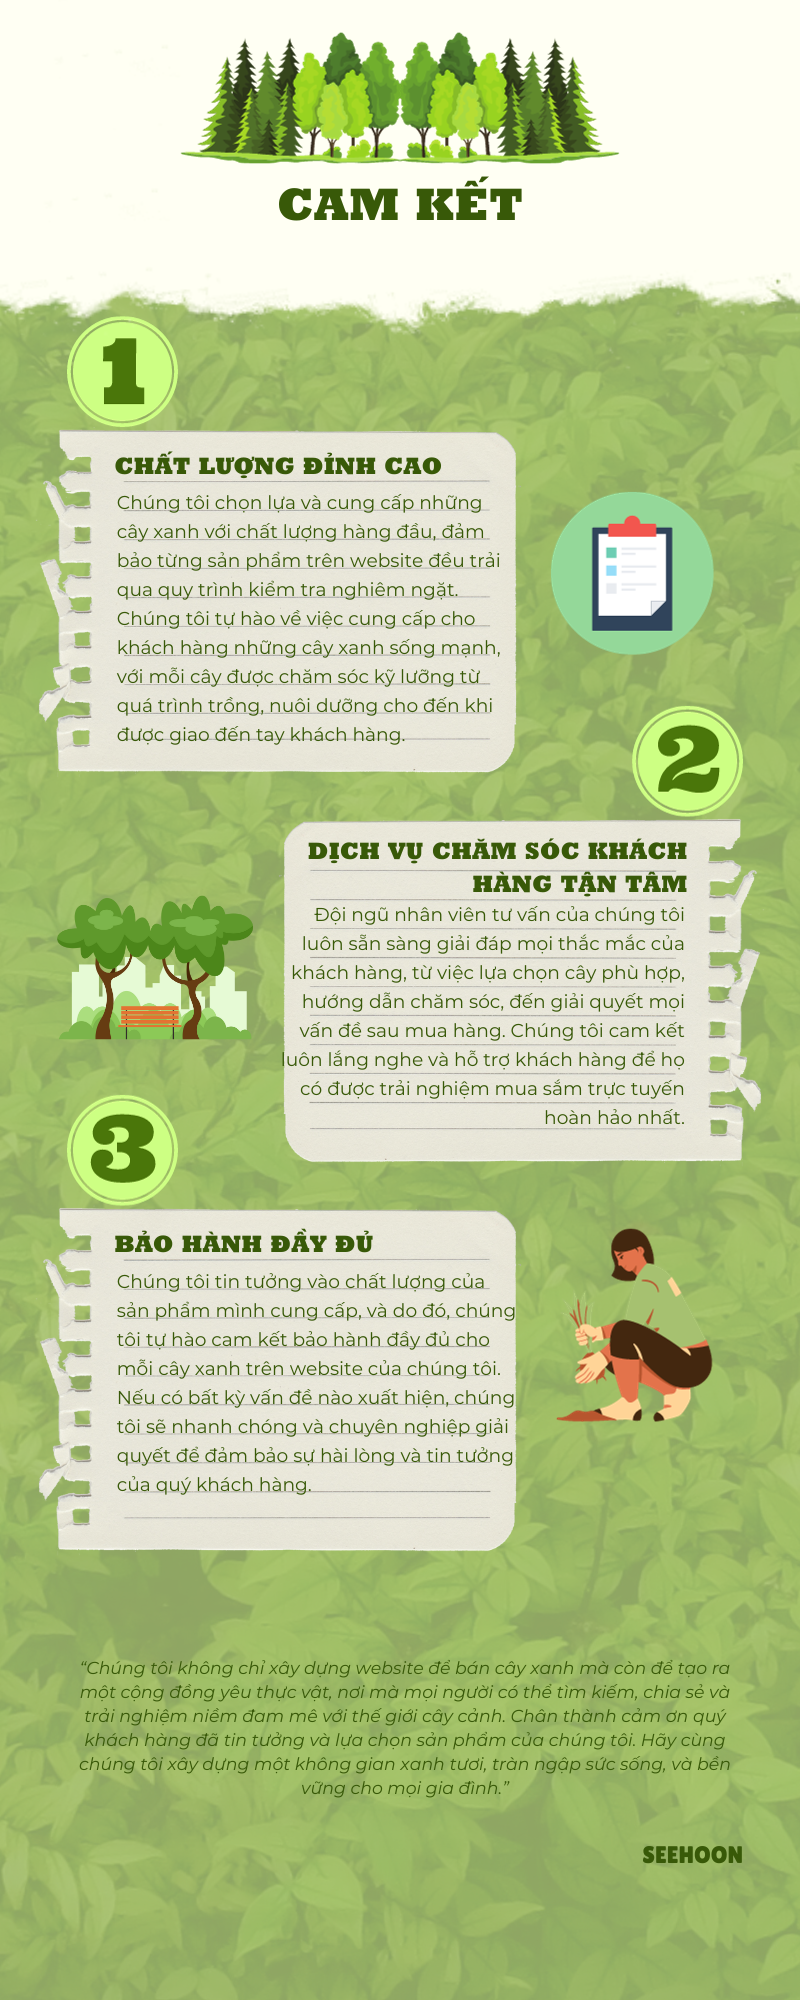 CAM KẾT
1
CHẤT LƯỢNG ĐỈNH CAO
Chúng tôi chọn lựa và cung cấp những
cây xanh với chất lượng hàng đầu, đảm
bảo từng sản phẩm trên website đều trải
qua quy trình kiểm tra nghiêm ngặt.
Chúng tôi tự hào về việc cung cấp cho
khách hàng những cây xanh sống mạnh,
với mỗi cây được chăm sóc kỹ lưỡng từ
quá trình trồng, nuôi dưỡng cho đến khi
được giao đến tay khách hàng.
2
DỊCH VỤ CHĂM SÓC KHÁCH
HÀNG TẬN TÂM
Đội ngũ nhân viên tư vấn của chúng tôi
luôn sẵn sàng giải đáp mọi thắc mắc của
khách hàng, từ việc lựa chọn cây phù hợp,
hướng dẫn chăm sóc, đến giải quyết mọi
vấn đề sau mua hàng. Chúng tôi cam kết
luôn lắng nghe và hỗ trợ khách hàng để họ
có được trải nghiệm mua sắm trực tuyến
hoàn hảo nhất.
3
BẢO HÀNH ĐẦY ĐỦ
Chúng tôi tin tưởng vào chất lượng của
sản phẩm mình cung cấp, và do đó, chúng
tôi tự hào cam kết bảo hành đầy đủ cho
mỗi cây xanh trên website của chúng tôi.
Nếu có bất kỳ vấn đề nào xuất hiện, chúng
tôi sẽ nhanh chóng và chuyên nghiệp giải
quyết để đảm bảo sự hài lòng và tin tưởng
của quý khách hàng.
“Chúng tôi không chỉ xây dựng website để bán cây xanh mà còn để tạo ra
một cộng đồng yêu thực vật, nơi mà mọi người có thể tìm kiếm, chia sẻ và
trải nghiệm niềm đam mê với thế giới cây cảnh. Chân thành cảm ơn quý
khách hàng đã tin tưởng và lựa chọn sản phẩm của chúng tôi. Hãy cùng
chúng tôi xây dựng một không gian xanh tươi, tràn ngập sức sống, và bền
vững cho mọi gia đình.”
SEEHOON